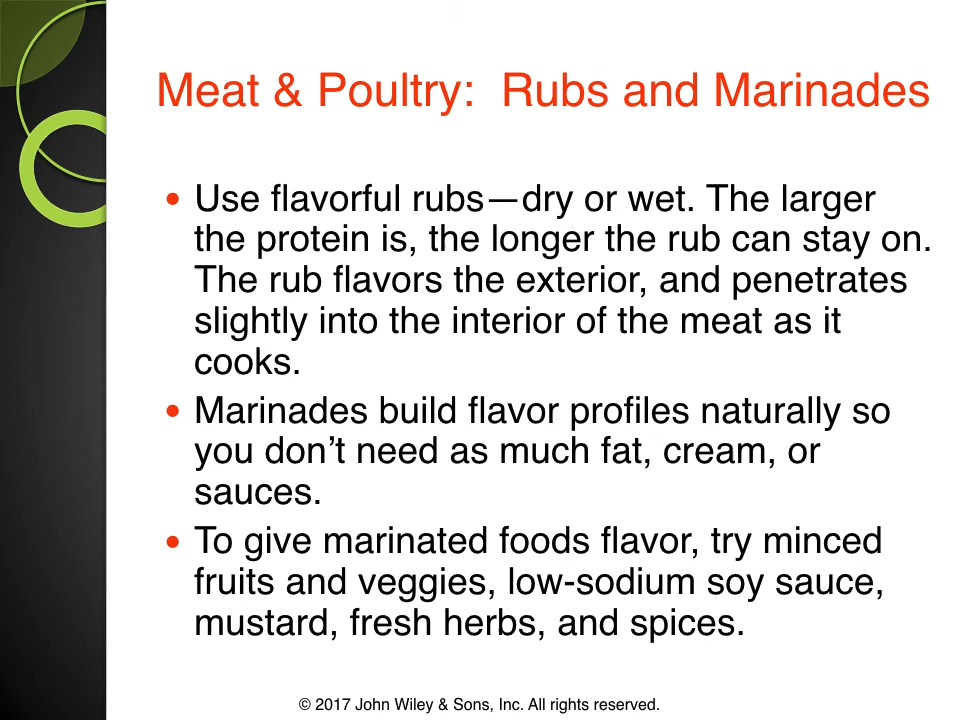 Meat & Poultry:  Rubs and Marinades
• Use flavorful rubs—dry or wet. The larger
the protein is, the longer the rub can stay on.
The rub flavors the exterior, and penetrates
slightly into the interior of the meat as it
cooks.
• Marinades build flavor profiles naturally so
you don’t need as much fat, cream, or
sauces.
• To give marinated foods flavor, try minced
fruits and veggies, low-sodium soy sauce,
mustard, fresh herbs, and spices.
© 2017 John Wiley & Sons, Inc. All rights reserved.